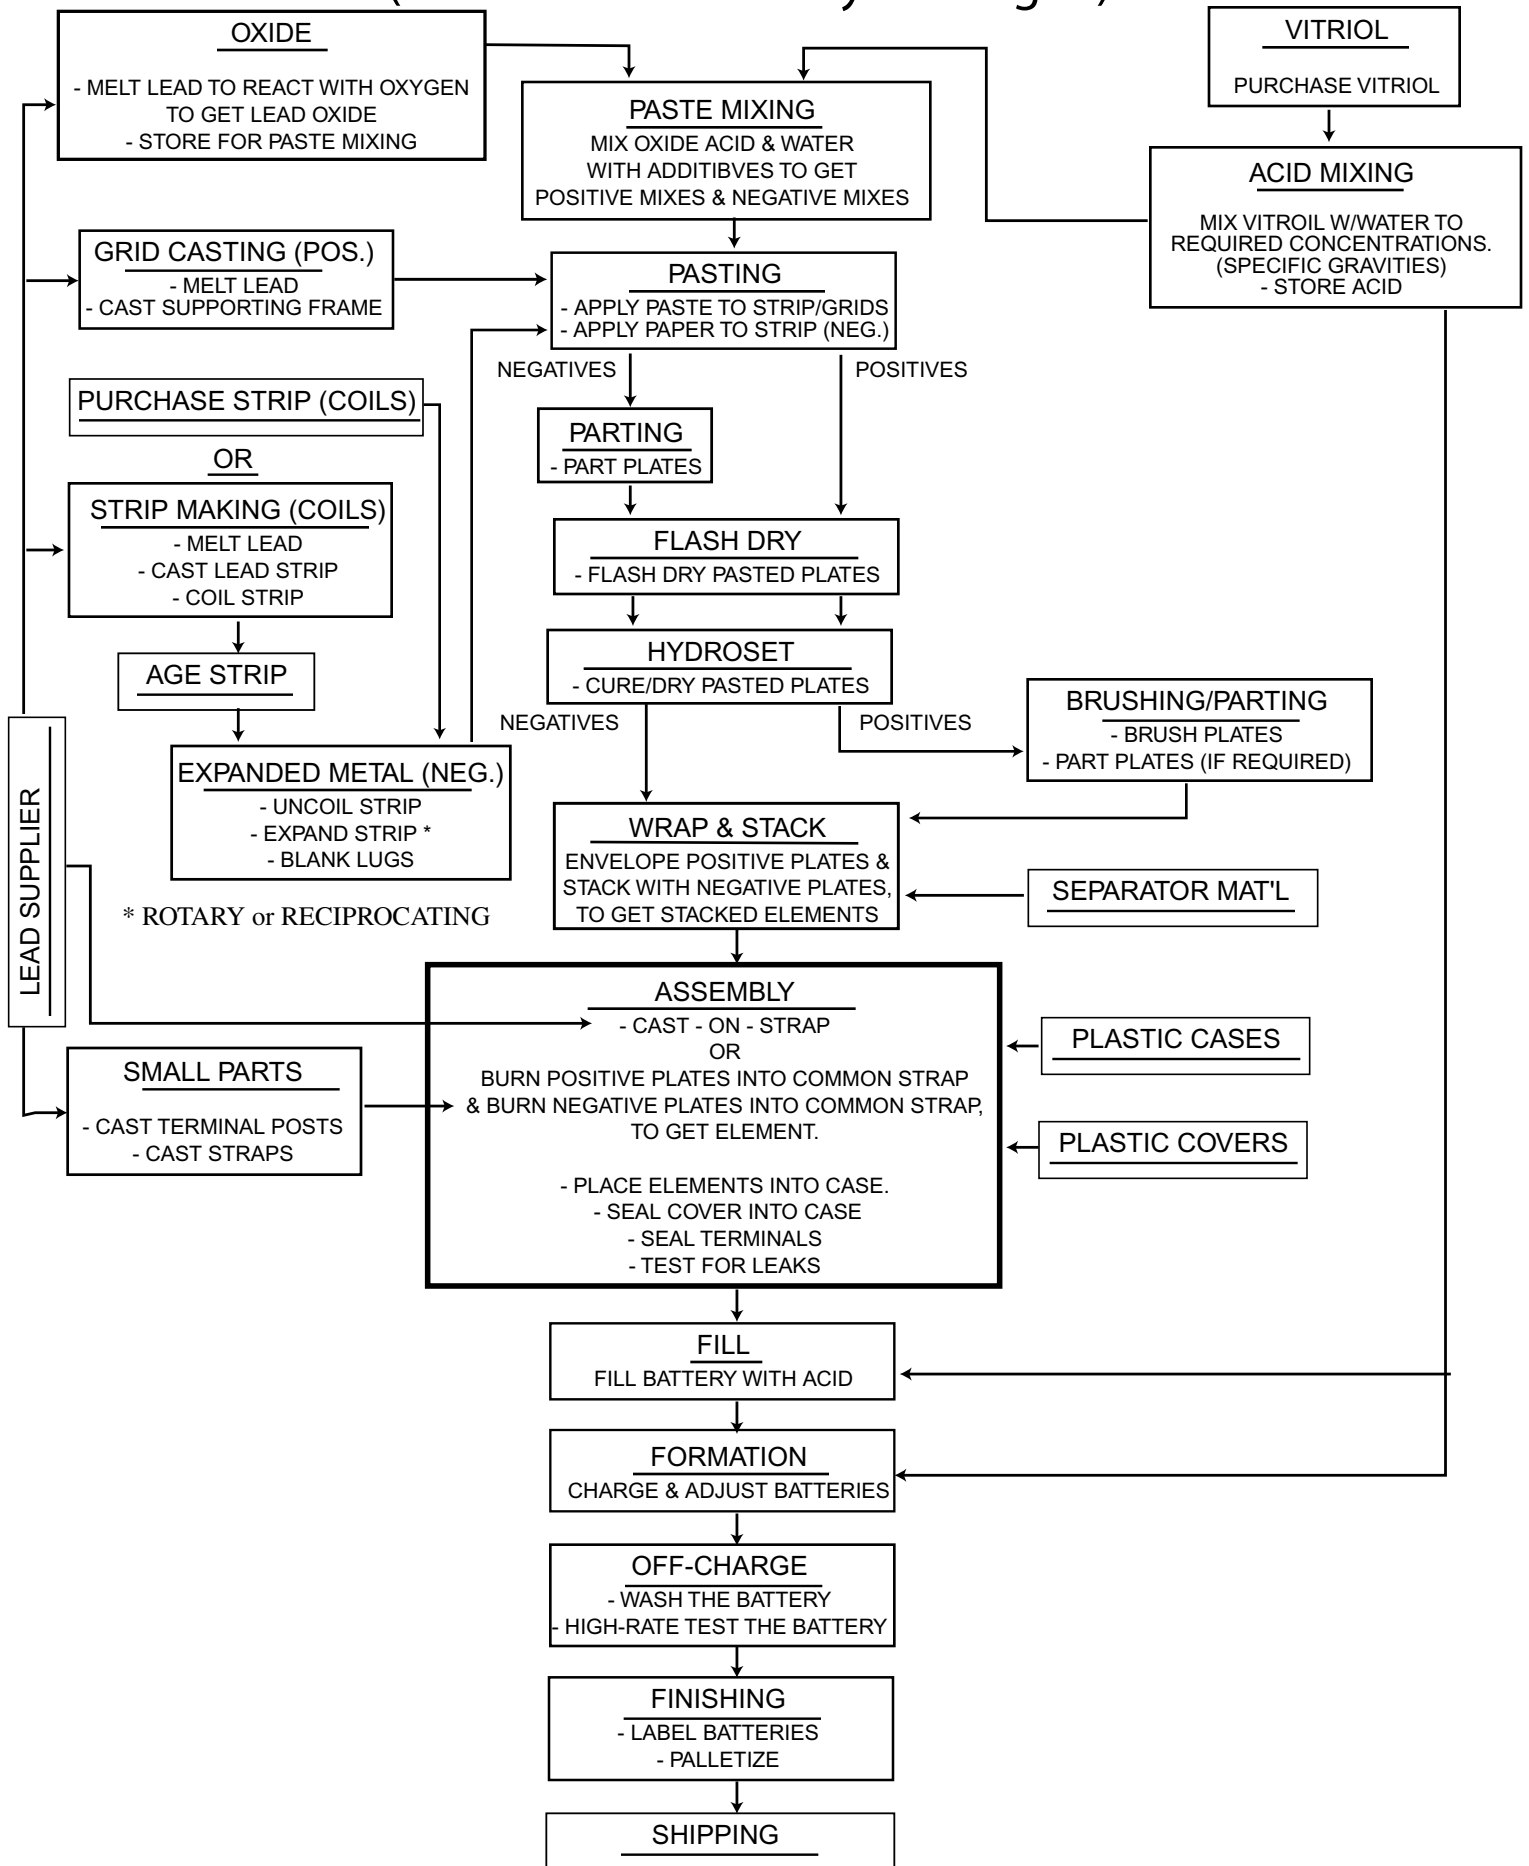 OXIDE
- MELT LEAD TO REACT WITH OXYGEN
TO GET LEAD OXIDE
- STORE FOR PASTE MIXING
VITRIOL
PURCHASE VITRIOL
PASTE MIXING
MIX OXIDE ACID & WATER
WITH ADDITIBVES TO GET
POSITIVE MIXES & NEGATIVE MIXES
ACID MIXING
MIX VITROIL W/WATER TO
REQUIRED CONCENTRATIONS.
(SPECIFIC GRAVITIES)
- STORE ACID
GRID CASTING (POS.)
- MELT LEAD
- CAST SUPPORTING FRAME
PASTING
- APPLY PASTE TO STRIP/GRIDS
- APPLY PAPER TO STRIP (NEG.)
NEGATIVES
POSITIVES
PURCHASE STRIP (COILS)
OR
STRIP MAKING (COILS)
- MELT LEAD
- CAST LEAD STRIP
- COIL STRIP
PARTING
- PART PLATES
FLASH DRY
- FLASH DRY PASTED PLATES
AGE STRIP
HYDROSET
- CURE/DRY PASTED PLATES
NEGATIVES
POSITIVES
BRUSHING/PARTING
- BRUSH PLATES
- PART PLATES (IF REQUIRED)
LEAD SUPPLIER
EXPANDED METAL (NEG.)
- UNCOIL STRIP
- EXPAND STRIP *
- BLANK LUGS
* ROTARY or RECIPROCATING
WRAP & STACK
ENVELOPE POSITIVE PLATES &
STACK WITH NEGATIVE PLATES,
TO GET STACKED ELEMENTS
SEPARATOR MAT'L
ASSEMBLY
- CAST - ON - STRAP
OR
BURN POSITIVE PLATES INTO COMMON STRAP
& BURN NEGATIVE PLATES INTO COMMON STRAP,
TO GET ELEMENT.
- PLACE ELEMENTS INTO CASE.
- SEAL COVER INTO CASE
- SEAL TERMINALS
- TEST FOR LEAKS
PLASTIC CASES
PLASTIC COVERS
SMALL PARTS
- CAST TERMINAL POSTS
- CAST STRAPS
FILL
FILL BATTERY WITH ACID
FORMATION
CHARGE & ADJUST BATTERIES
OFF-CHARGE
- WASH THE BATTERY
- HIGH-RATE TEST THE BATTERY
FINISHING
- LABEL BATTERIES
- PALLETIZE
SHIPPING